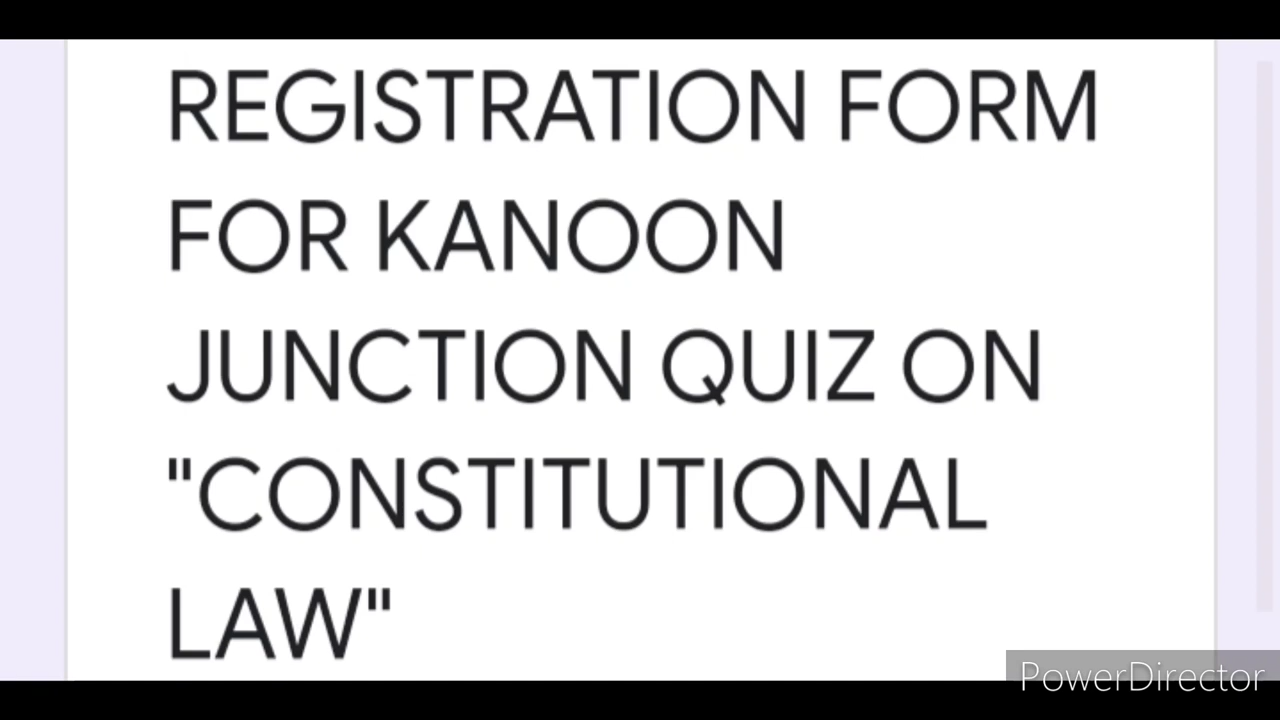 REGISTRATION FORM
FOR KANOON
JUNCTION QUIZ ON
"CONSTITUTIONAL
LAW"
PowerDirector